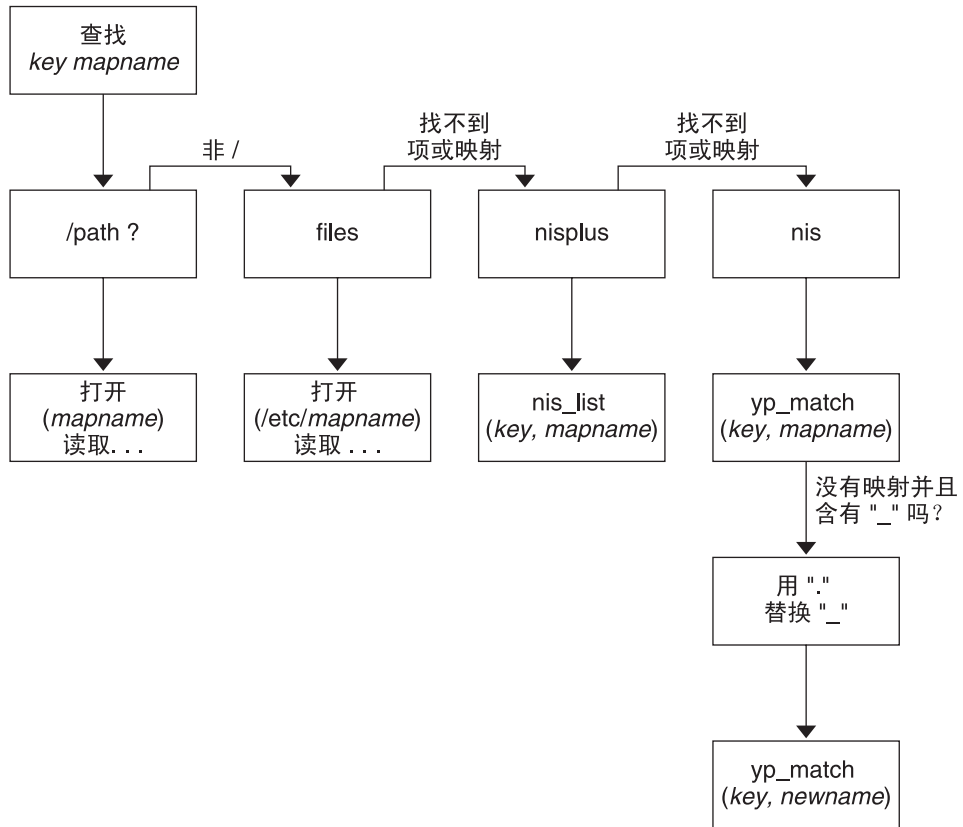 查找
key mapname
非 /
找不到
项或映射
找不到
项或映射
/path ?
files
nisplus
nis
打开
(mapname)
读取. . .
打开
(/etc/mapname)
读取 . . .
nis_list
(key, mapname)
yp_match
(key, mapname)
没有映射并且
含有 "_" 吗?
用 "."
替换 "_"
yp_match
(key, newname)